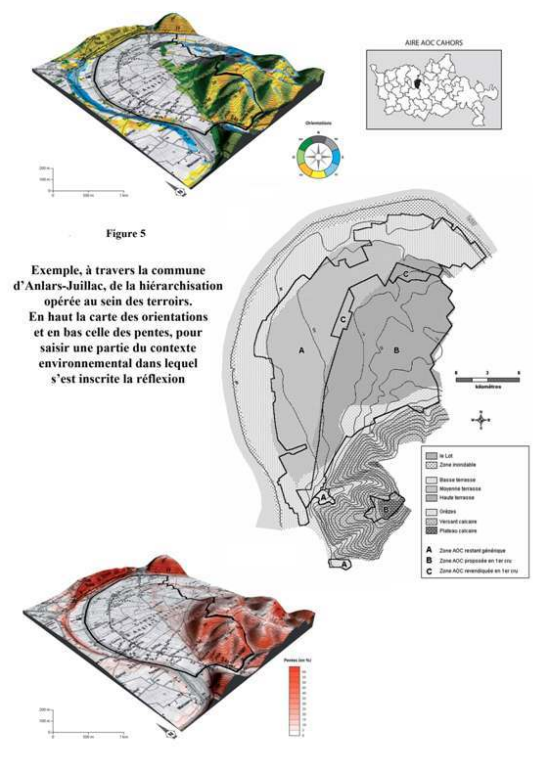 AIRE AOC CAHORS
Orientations
Figure 5
Exemple, à travers la commune
d'Anlars-Juillac, de la hiérarchisation
opérée au sein des terroirs.
En haut la carte des orientations
et en bas celle des pentes, pour
saisir une partie du contexte
environnemental dans lequel
s'est inscrite la réflexion
A
B
C
C
A
B
A
kilomètres
le Lot
Zone inondable
Basse terrasse
Moyenne terrasse
Haute terrasse
Grèzes
Versant calcaire
Plateau calcaire
A Zone AOC restant générique
B Zone AOC proposée en 1er cru
C Zone AOC revendiquée en 1er cru
Pentes (en %)